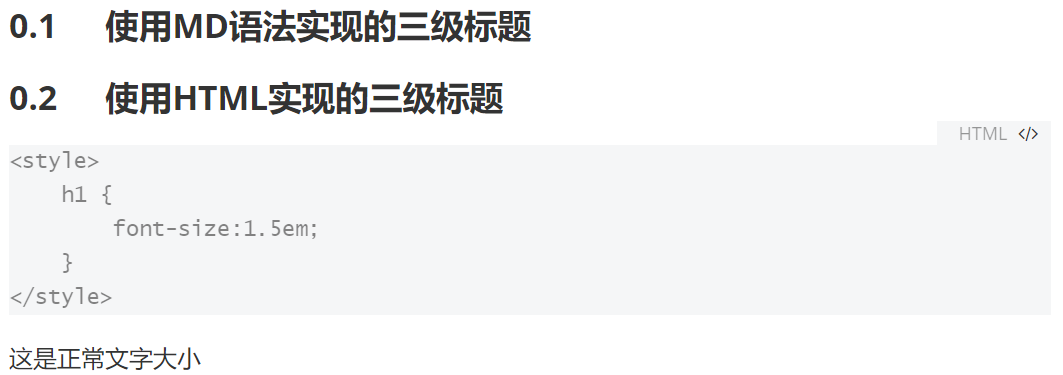 0.1 使用MD语法实现的三级标题
0.2 使用HTML实现的三级标题
HTML </>
<style>
    h1 {
        font-size:1.5em;
    }
</style>
这是正常文字大小